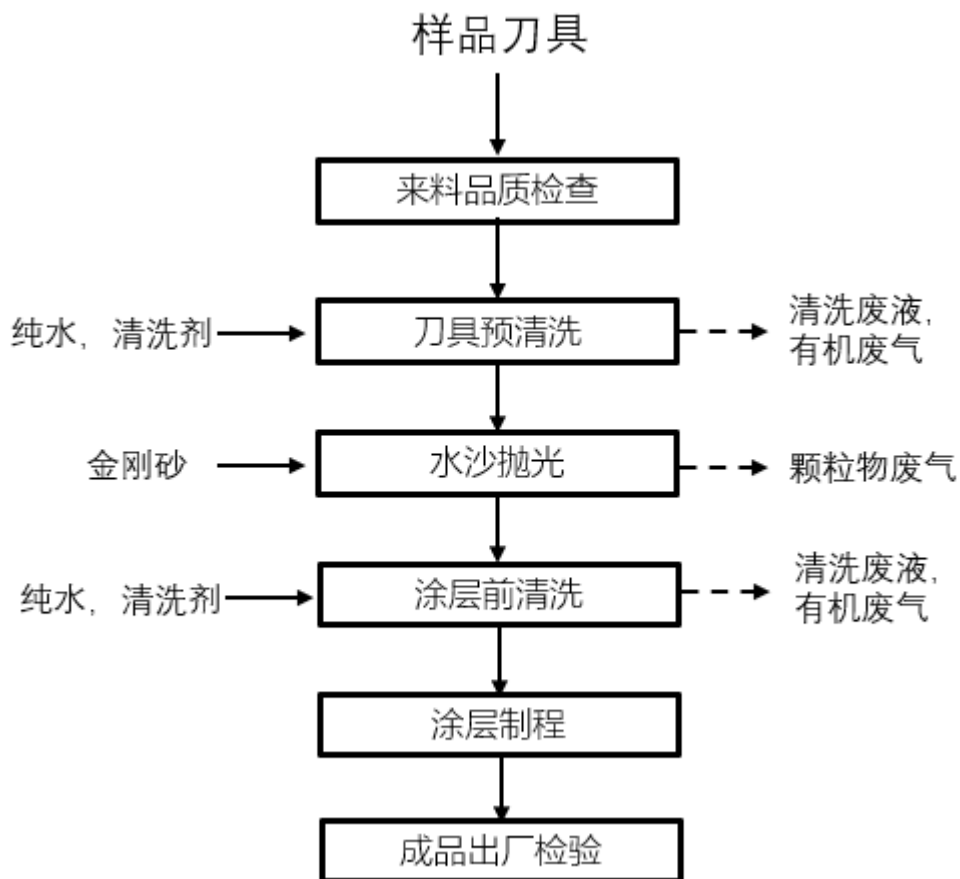 样品刀具
来料品质检查
纯水，清洗剂
刀具预清洗
清洗废液，
有机废气
金刚砂
水沙抛光
颗粒物废气
纯水，清洗剂
涂层前清洗
清洗废液，
有机废气
涂层制程
成品出厂检验